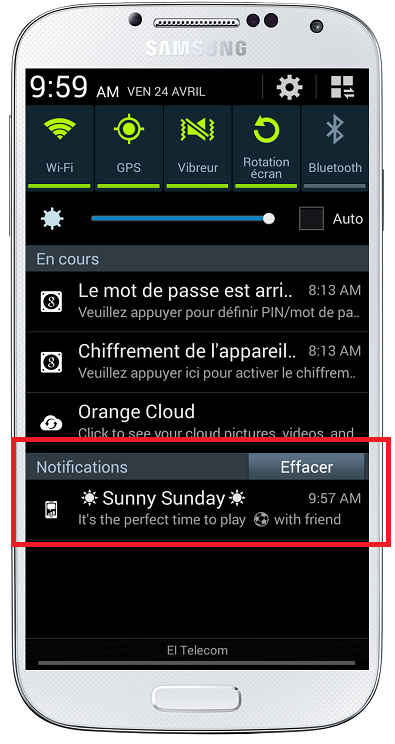 SAMSUNG
9:59 AM VEN 24 AVRIL
Wi-Fi
GPS
Vibreur
Rotation
écran
Bluetooth
Auto
En cours
Le mot de passe est arri.. 8:13 AM
Veuillez appuyer pour définir PIN/mot de pa..
Chiffrement de l'appareil.. 8:13 AM
Veuillez appuyer ici pour activer le chiffrem..
Orange Cloud
Click to see your cloud pictures, videos, and
Notifications Effacer
☀ Sunny Sunday ☀ 9:57 AM
It's the perfect time to play ⚽ with friend
El Telecom